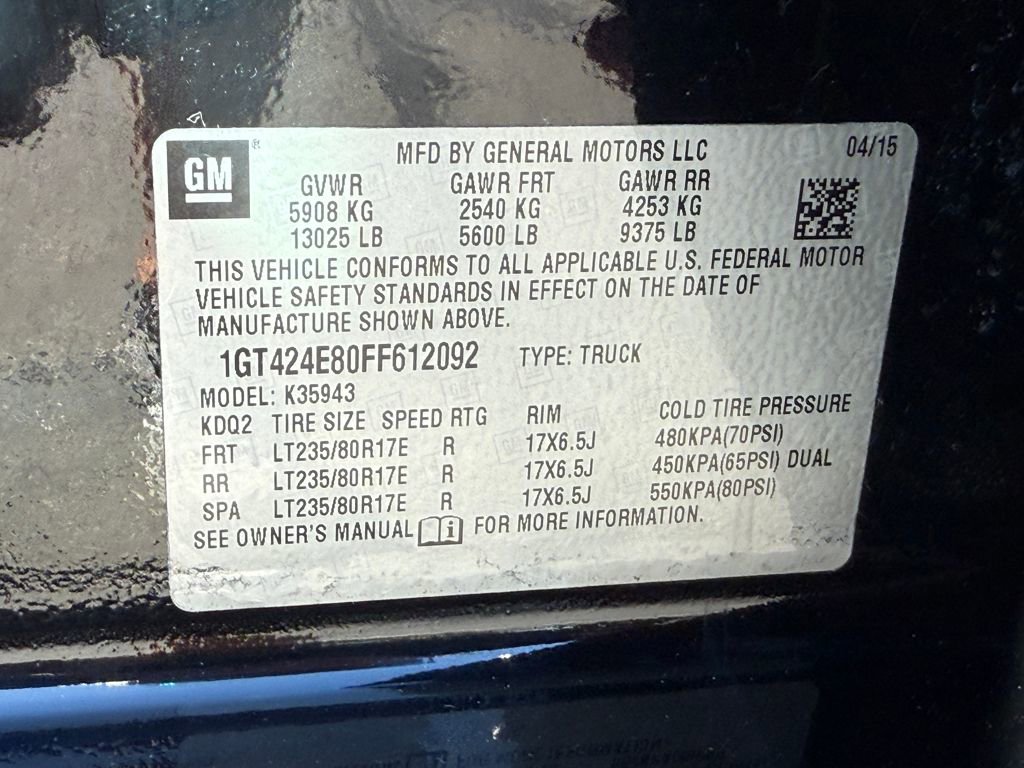 GM ®
MFD BY GENERAL MOTORS LLC 04/15
GVWR GAWR FRT GAWR RR
5908 KG 2540 KG 4253 KG
13025 LB 5600 LB 9375 LB
THIS VEHICLE CONFORMS TO ALL APPLICABLE U.S. FEDERAL MOTOR
VEHICLE SAFETY STANDARDS IN EFFECT ON THE DATE OF
MANUFACTURE SHOWN ABOVE.
1GT424E80FF612092 TYPE: TRUCK
MODEL: K35943
KDQ2 TIRE SIZE SPEED RTG RIM COLD TIRE PRESSURE
FRT LT235/80R17E R 17X6.5J 480KPA(70PSI)
RR LT235/80R17E R 17X6.5J 450KPA(65PSI) DUAL
SPA LT235/80R17E R 17X6.5J 550KPA(80PSI)
SEE OWNER'S MANUAL i FOR MORE INFORMATION.